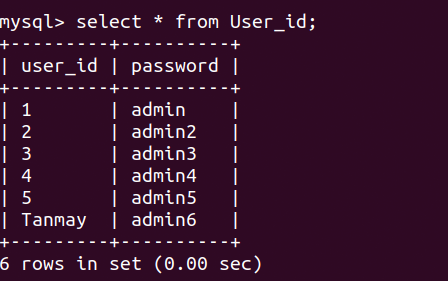 mysql> select * from User_id;
+---------+----------+
| user_id | password |
+---------+----------+
| 1       | admin    |
| 2       | admin2   |
| 3       | admin3   |
| 4       | admin4   |
| 5       | admin5   |
| Tanmay  | admin6   |
+---------+----------+
6 rows in set (0.00 sec)